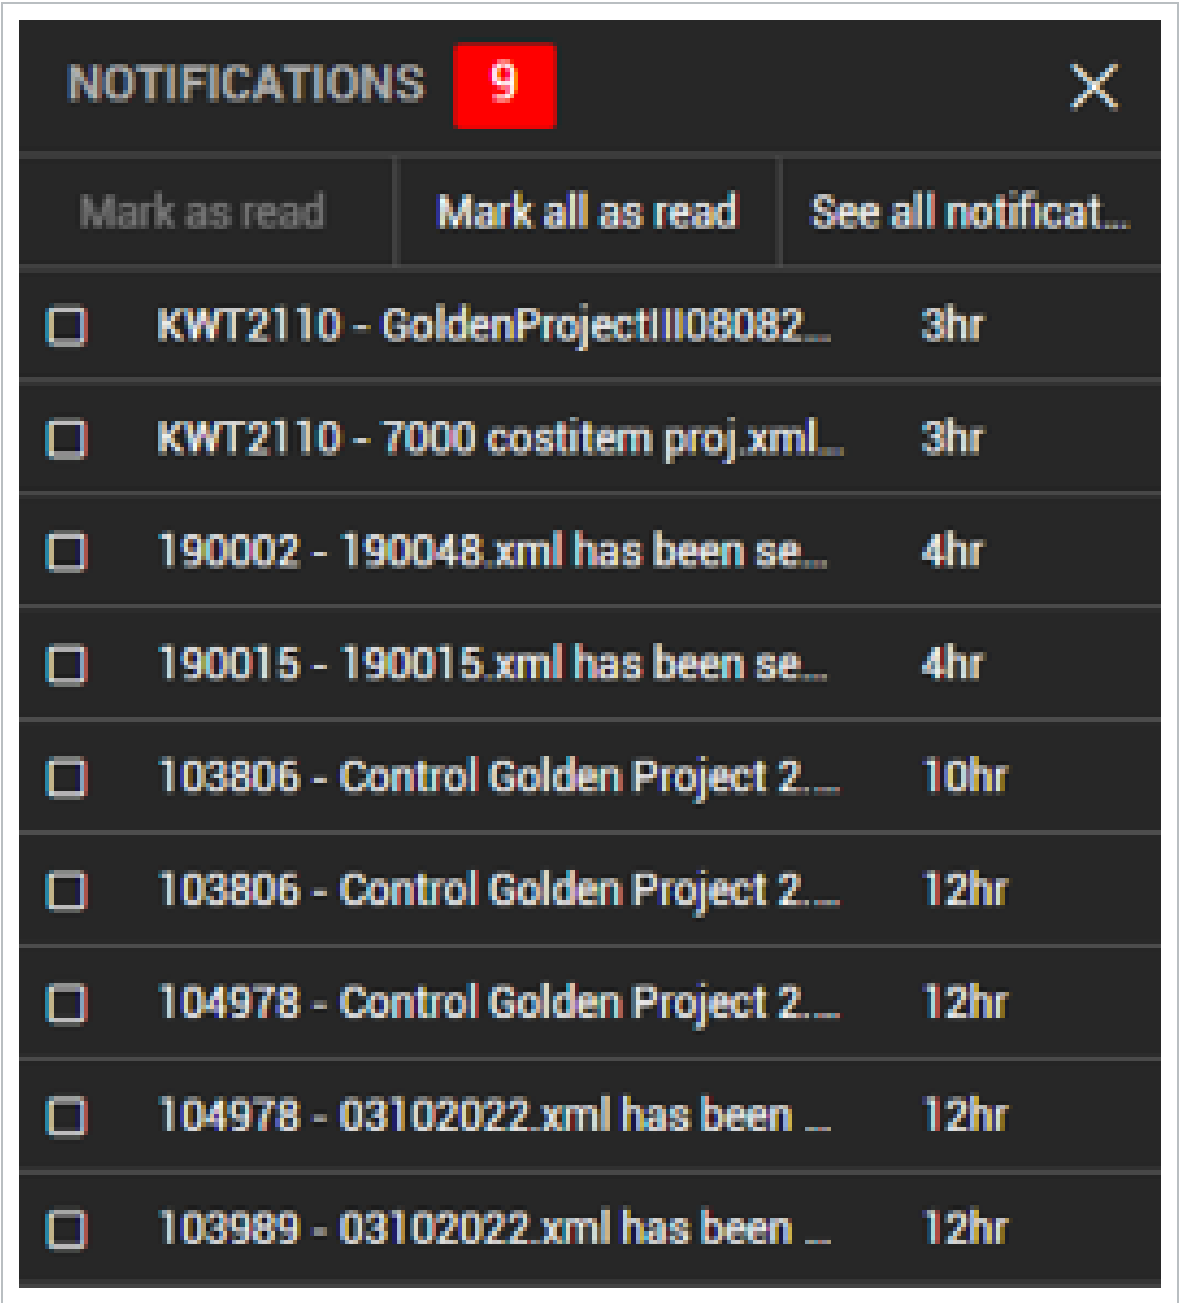 NOTIFICATIONS 9
Mark as read Mark all as read See all notificat...
KWT2110 - GoldenProjectIII08082... 3hr
KWT2110 - 7000 costitem proj.xml... 3hr
190002 - 190048.xml has been se... 4hr
190015 - 190015.xml has been se... 4hr
103806 - Control Golden Project 2.... 10hr
103806 - Control Golden Project 2.... 12hr
104978 - Control Golden Project 2.... 12hr
104978 - 03102022.xml has been ... 12hr
103989 - 03102022.xml has been ... 12hr